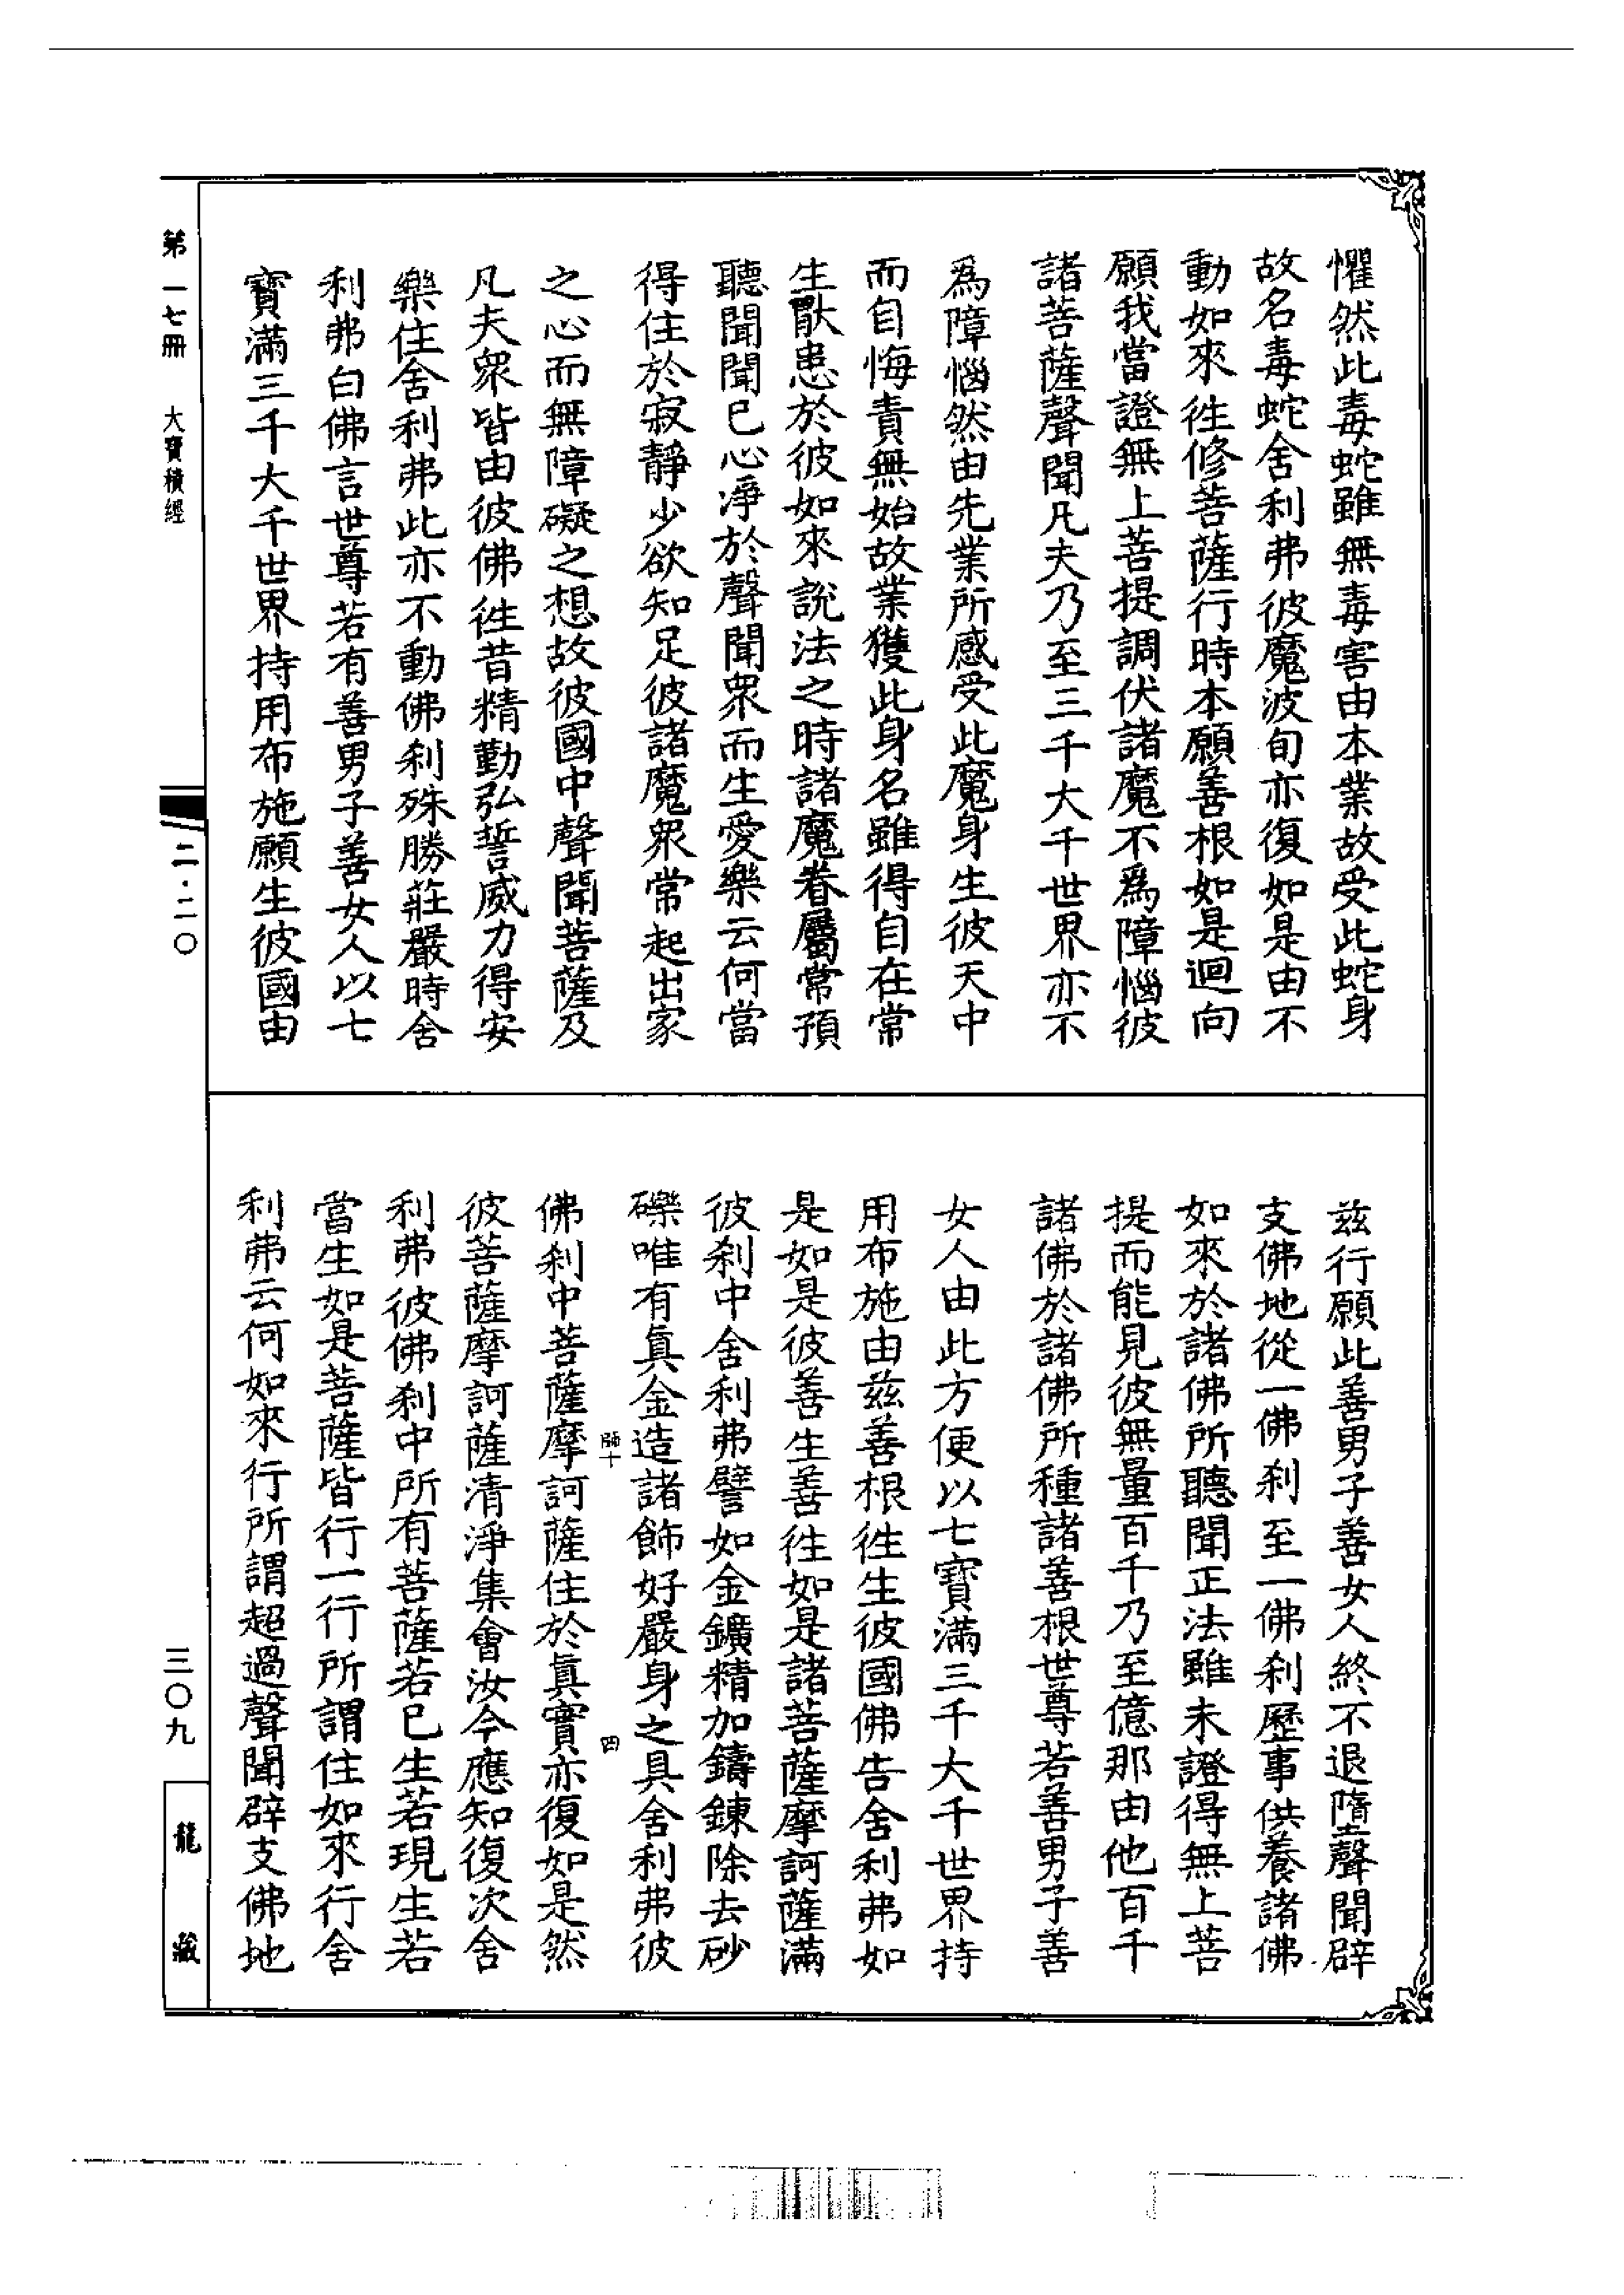 懼然此毒蛇雖無毒害由本業故受此蛇身
故名毒蛇舍利弗彼魔波旬亦復如是由不
動如來徃修菩薩行時本願善根如是迴向
願我當證無上菩提調伏諸魔不爲障惱彼
諸菩薩聲聞凡夫乃至三千大千世界亦不
爲障惱然由先業所感受此魔身生彼天中
而自悔責無始故業獲此身名雖得自在常
生厭患於彼如來說法之時諸魔眷屬常預
聽聞聞已心淨於聲聞衆而生愛樂云何當
得住於寂靜少欲知足彼諸魔衆常起出家
之心而無障礙之想故彼國中聲聞菩薩及
凡夫衆皆由彼佛徃昔精勤弘誓威力得安
樂住舍利弗此亦不動佛刹殊勝莊嚴時舍
利弗白佛言世尊若有善男子善女人以七
寶滿三千大千世界持用布施願生彼國由
茲行願此善男子善女人終不退墮聲聞辟
支佛地從一佛刹至一佛刹歷事供養諸佛
如來於諸佛所聽聞正法雖未證得無上菩
提而能見彼無量百千乃至億那由他百千
諸佛於諸佛所種諸善根世尊若善男子善
女人由此方便以七寶滿三千大千世界持
用布施由茲善根徃生彼國佛告舍利弗如
是如是彼善生善徃如是諸菩薩摩訶薩滿
彼刹中舍利弗譬如金鑛精加鑄鍊除去砂
礫唯有眞金造諸飾好嚴身之具舍利弗彼
師十 四
佛刹中菩薩摩訶薩住於眞實亦復如是然
彼菩薩摩訶薩清淨集會汝今應知復次舍
利弗彼佛刹中所有菩薩若已生若現生若
當生如是菩薩皆行一行所謂住如來行舍
利弗云何如來行所謂超過聲聞辟支佛地
第一七冊 大寶積經
二·二〇
三〇九
龍藏